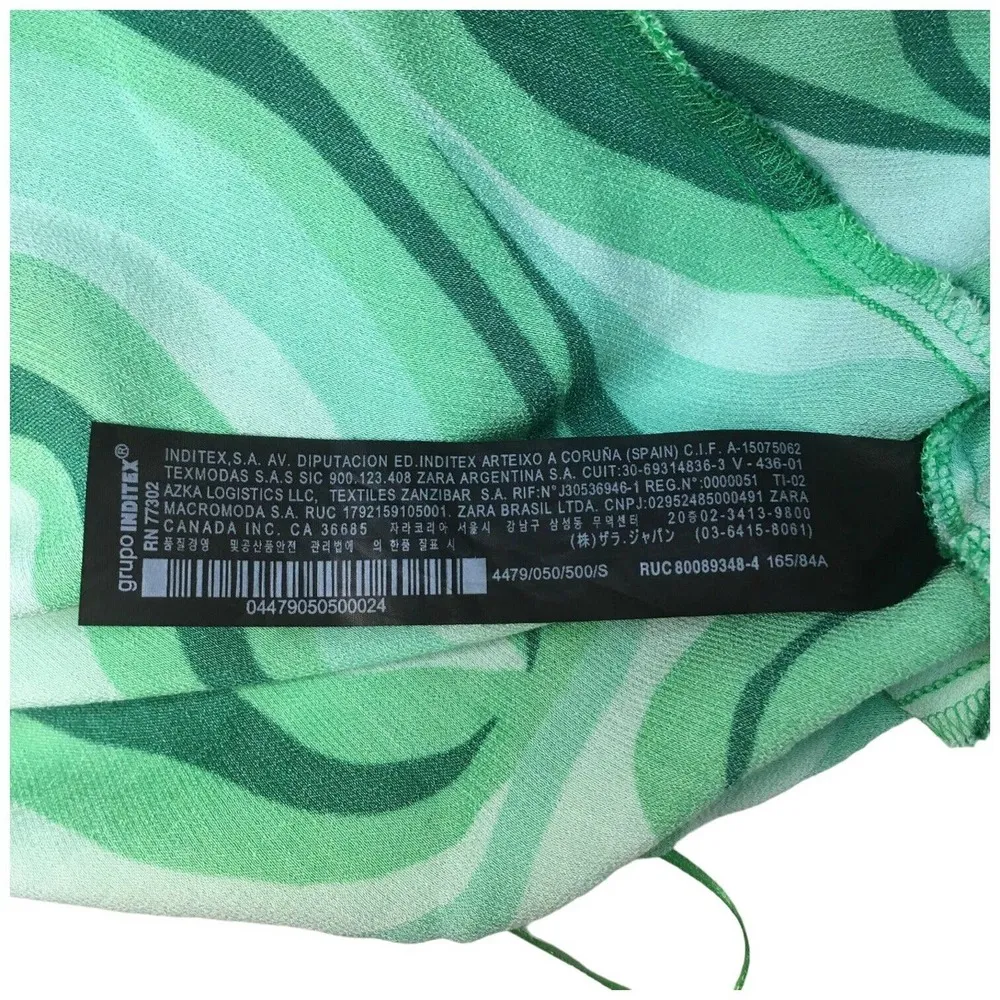 grupo INDITEX®
RN 77302
INDITEX,S.A. AV. DIPUTACION ED.INDITEX ARTEIXO A CORUÑA (SPAIN) C.I.F. A-15075062
TEXMODAS S.A.S SIC 900.123.408 ZARA ARGENTINA S.A. CUIT:30-69314836-3 V - 436-01
AZKA LOGISTICS LLC, TEXTILES ZANZIBAR S.A. RIF:N°J30536946-1 REG.N°:0000051 TI-02
MACROMODA S.A. RUC 1792159105001. ZARA BRASIL LTDA. CNPJ:02952485000491 ZARA
CANADA INC. CA 36685 자라코리아 서울시 강남구 삼성동 무역센터 20층02-3413-9800
품질경영 및공산품안전 관리법에 의 한품 질표 시 (株)ザラ.ジャパン (03-6415-8061)
4479/050/500/S RUC80089348-4 165/84A
04479050500024